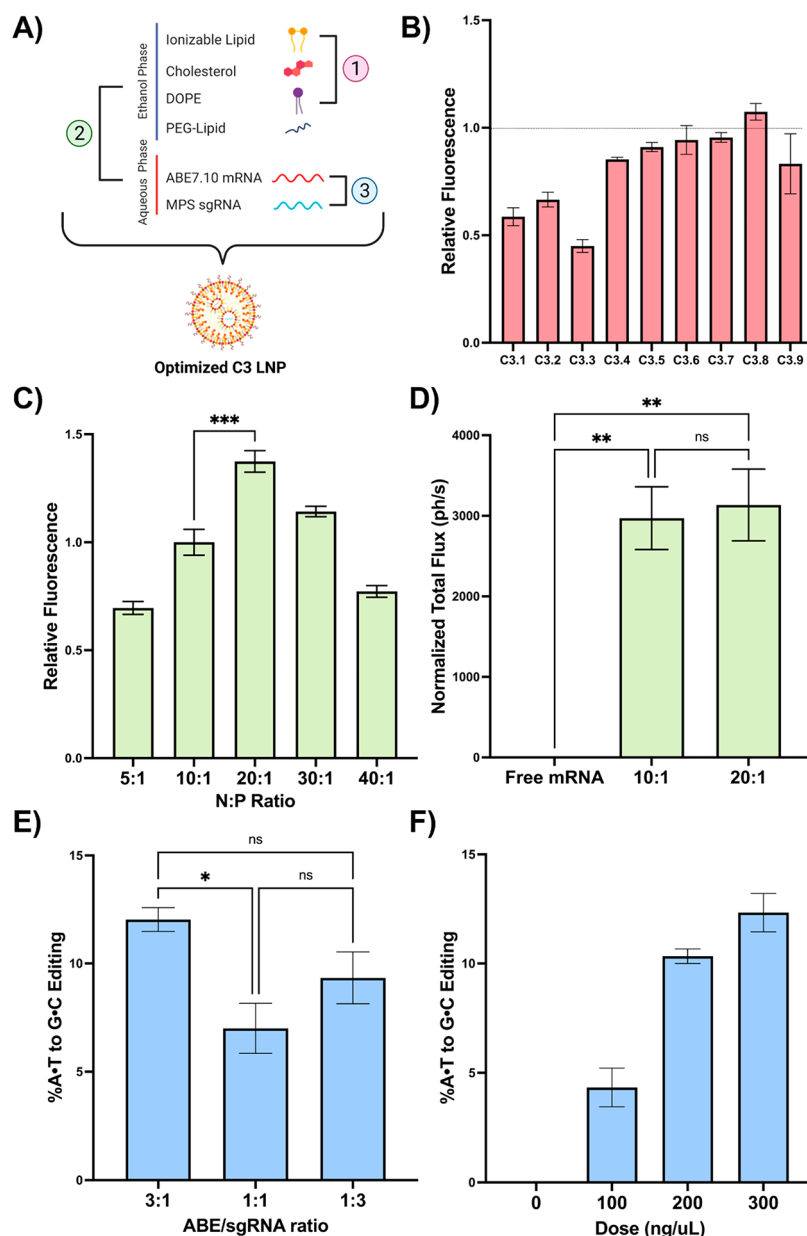 A)
Ethanol Phase
Ionizable Lipid
Cholesterol
DOPE
PEG-Lipid
1
2
Aqueous Phase
ABE7.10 mRNA
MPS sgRNA
3
Optimized C3 LNP
B)
Relative Fluorescence
1.5
1.0
0.5
0.0
C3.1 C3.2 C3.3 C3.4 C3.5 C3.6 C3.7 C3.8 C3.9
C)
Relative Fluorescence
1.5
1.0
0.5
0.0
***
5:1 10:1 20:1 30:1 40:1
N:P Ratio
D)
Normalized Total Flux (ph/s)
4000
3000
2000
1000
0
**
** ns
Free mRNA 10:1 20:1
E)
%A•T to G•C Editing
15
10
5
0
ns
* ns
3:1 1:1 1:3
ABE/sgRNA ratio
F)
%A•T to G•C Editing
15
10
5
0
0 100 200 300
Dose (ng/uL)